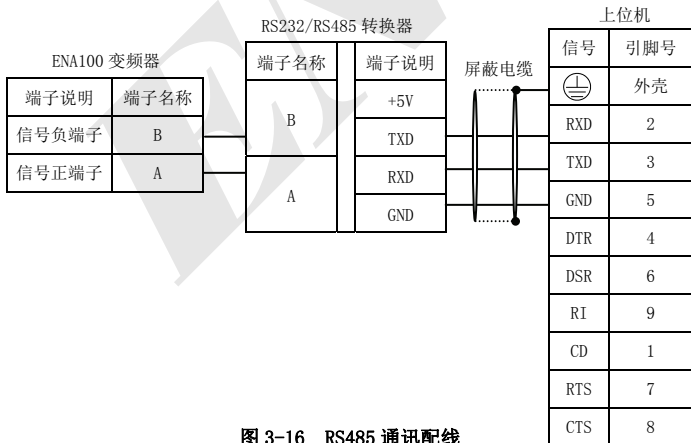 ENA100 变频器
端子说明 端子名称
信号负端子 B
信号正端子 A
RS232/RS485 转换器
端子名称 端子说明
B
A
+5V
TXD
RXD
GND
屏蔽电缆
上位机
信号 引脚号
外壳
RXD 2
TXD 3
GND 5
DTR 4
DSR 6
RI 9
CD 1
RTS 7
CTS 8
图 3-16 RS485 通讯配线